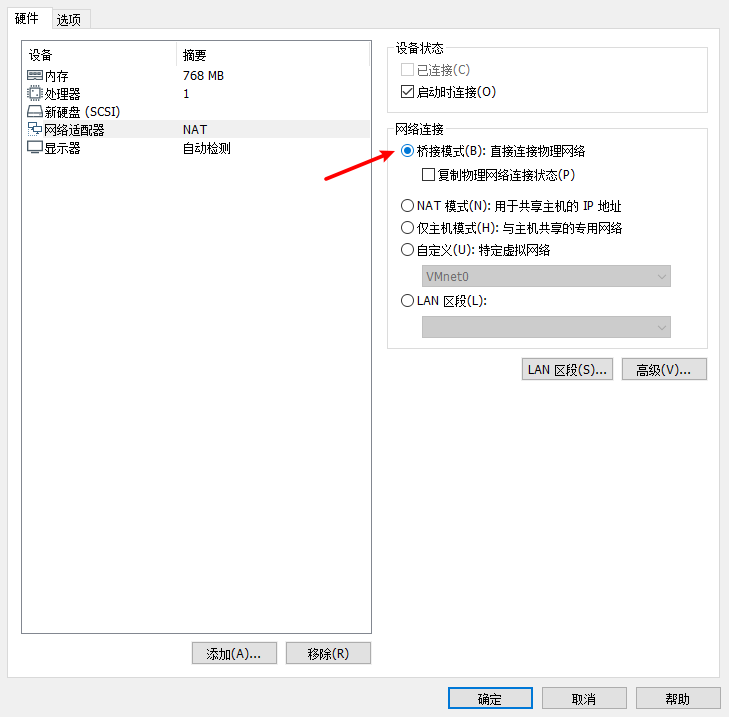 硬件 选项
设备 摘要
内存 768 MB
处理器 1
新硬盘 (SCSI)
网络适配器 NAT
显示器 自动检测
添加(A)... 移除(R)
设备状态
已连接(C)
启动时连接(O)
网络连接
桥接模式(B): 直接连接物理网络
复制物理网络连接状态(P)
NAT 模式(N): 用于共享主机的 IP 地址
仅主机模式(H): 与主机共享的专用网络
自定义(U): 特定虚拟网络
VMnet0
LAN 区段(L):
LAN 区段(S)... 高级(V)...
确定 取消 帮助